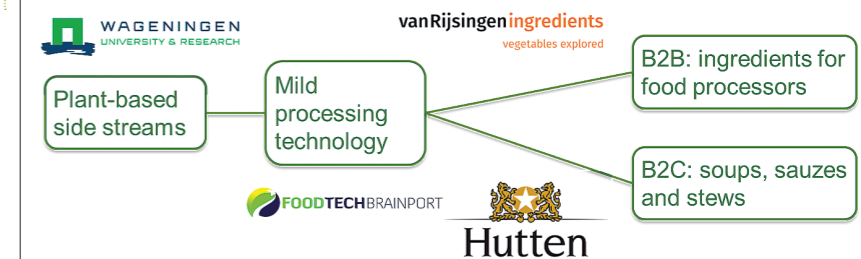 WAGENINGEN
UNIVERSITY & RESEARCH
vanRijsingeningredients
vegetables explored
Plant-based
side streams
Mild
processing
technology
B2B: ingredients for
food processors
B2C: soups, sauzes
and stews
FOODTECHBRAINPORT
Hutten